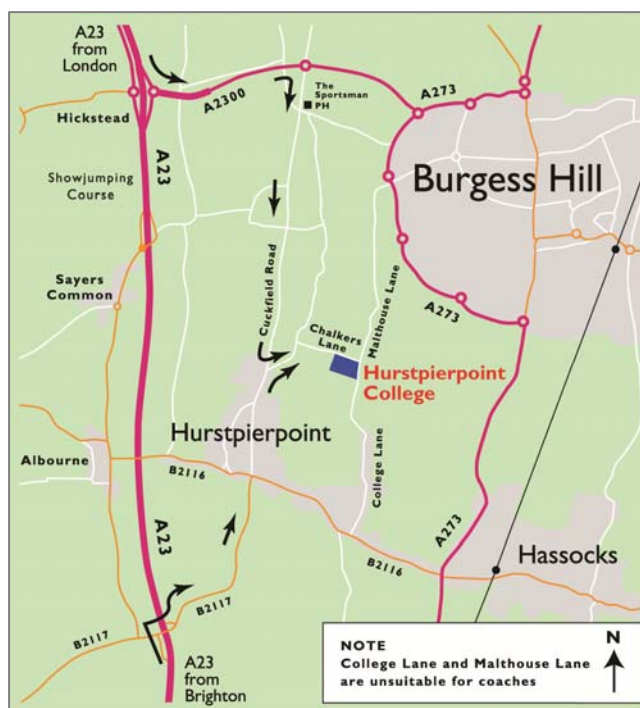 A23
from
London
Hickstead
A2300
The
Sportsman
PH
A273
Showjumping
Course
A23
Burgess Hill
Sayers
Common
Cuckfield Road
Malthouse Lane
Chalkers
Lane
A273
Hurstpierpoint
College
Hurstpierpoint
Albourne
B2116
College Lane
A273
A23
Hassocks
B2116
B2117
B2117
A23
from
Brighton
NOTE
College Lane and Malthouse Lane
are unsuitable for coaches
N